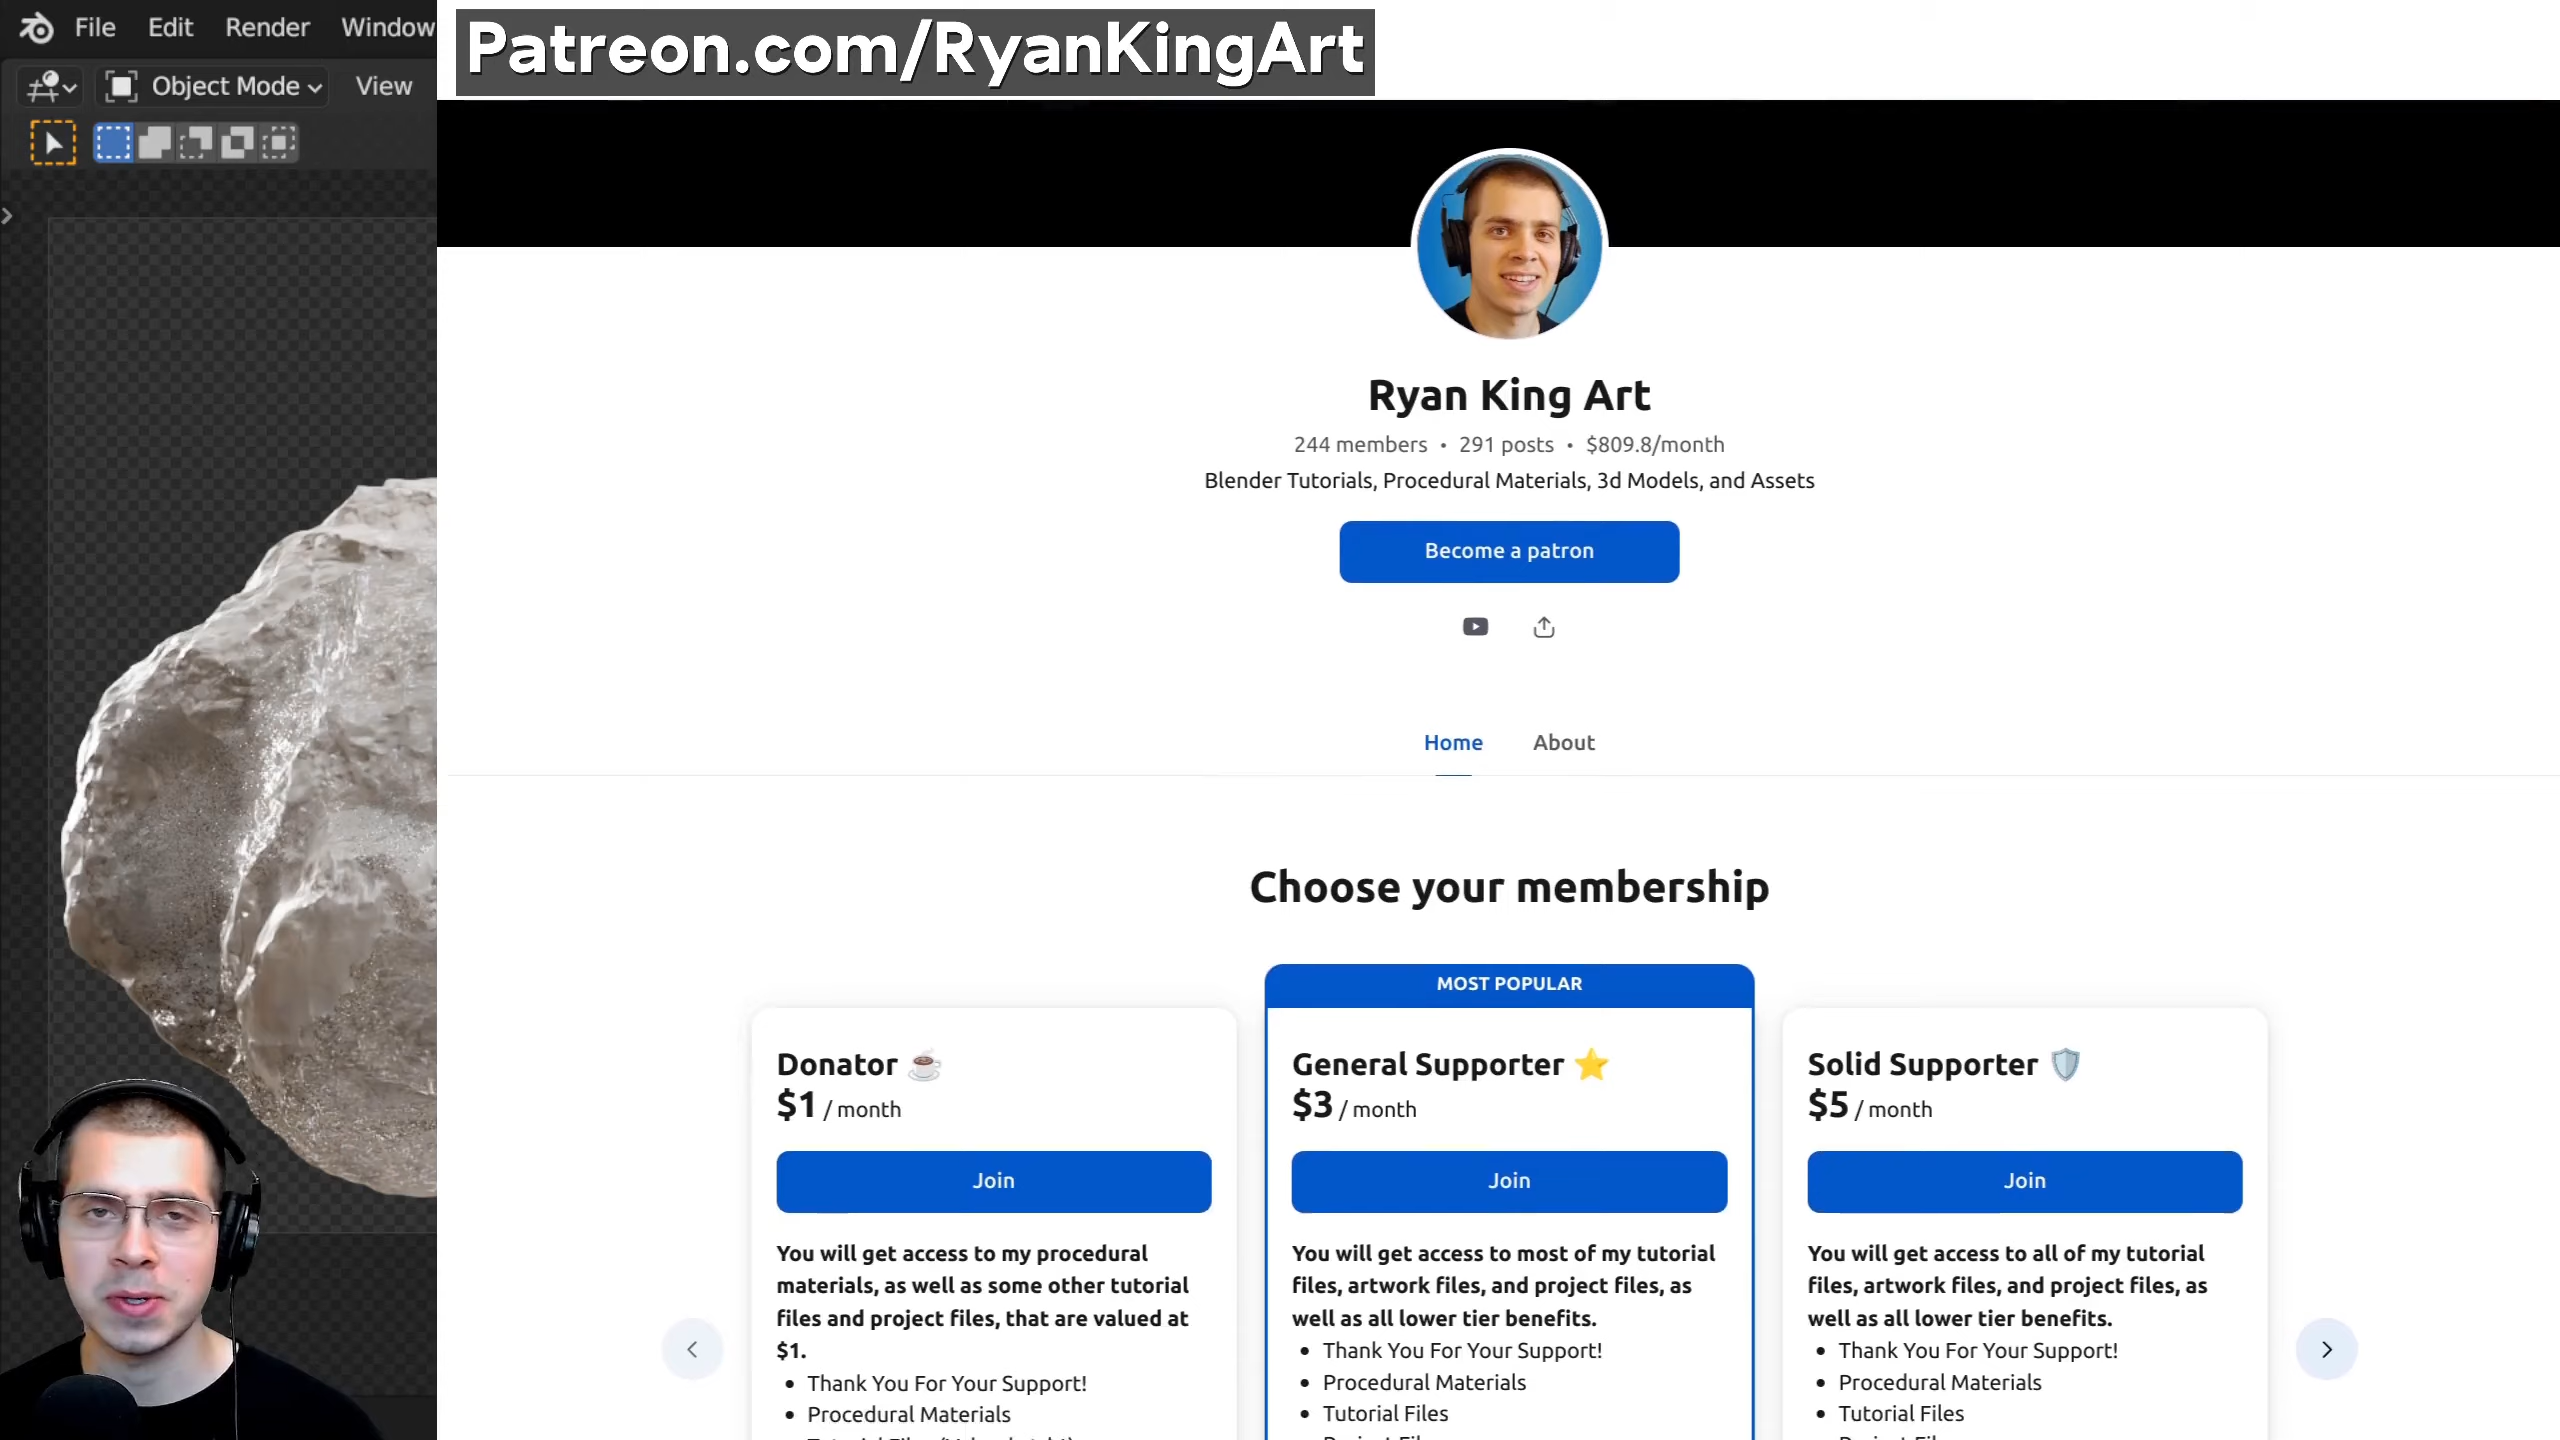 File Edit Render Window
Object Mode View
Patreon.com/RyanKingArt
Ryan King Art
244 members • 291 posts • $809.8/month
Blender Tutorials, Procedural Materials, 3d Models, and Assets
Become a patron
Home About
Choose your membership
Donator
$1 / month
Join
You will get access to my procedural
materials, as well as some other tutorial
files and project files, that are valued at
$1.
• Thank You For Your Support!
• Procedural Materials
MOST POPULAR
General Supporter
$3 / month
Join
You will get access to most of my tutorial
files, artwork files, and project files, as
well as all lower tier benefits.
• Thank You For Your Support!
• Procedural Materials
• Tutorial Files
Solid Supporter
$5 / month
Join
You will get access to all of my tutorial
files, artwork files, and project files, as
well as all lower tier benefits.
• Thank You For Your Support!
• Procedural Materials
• Tutorial Files